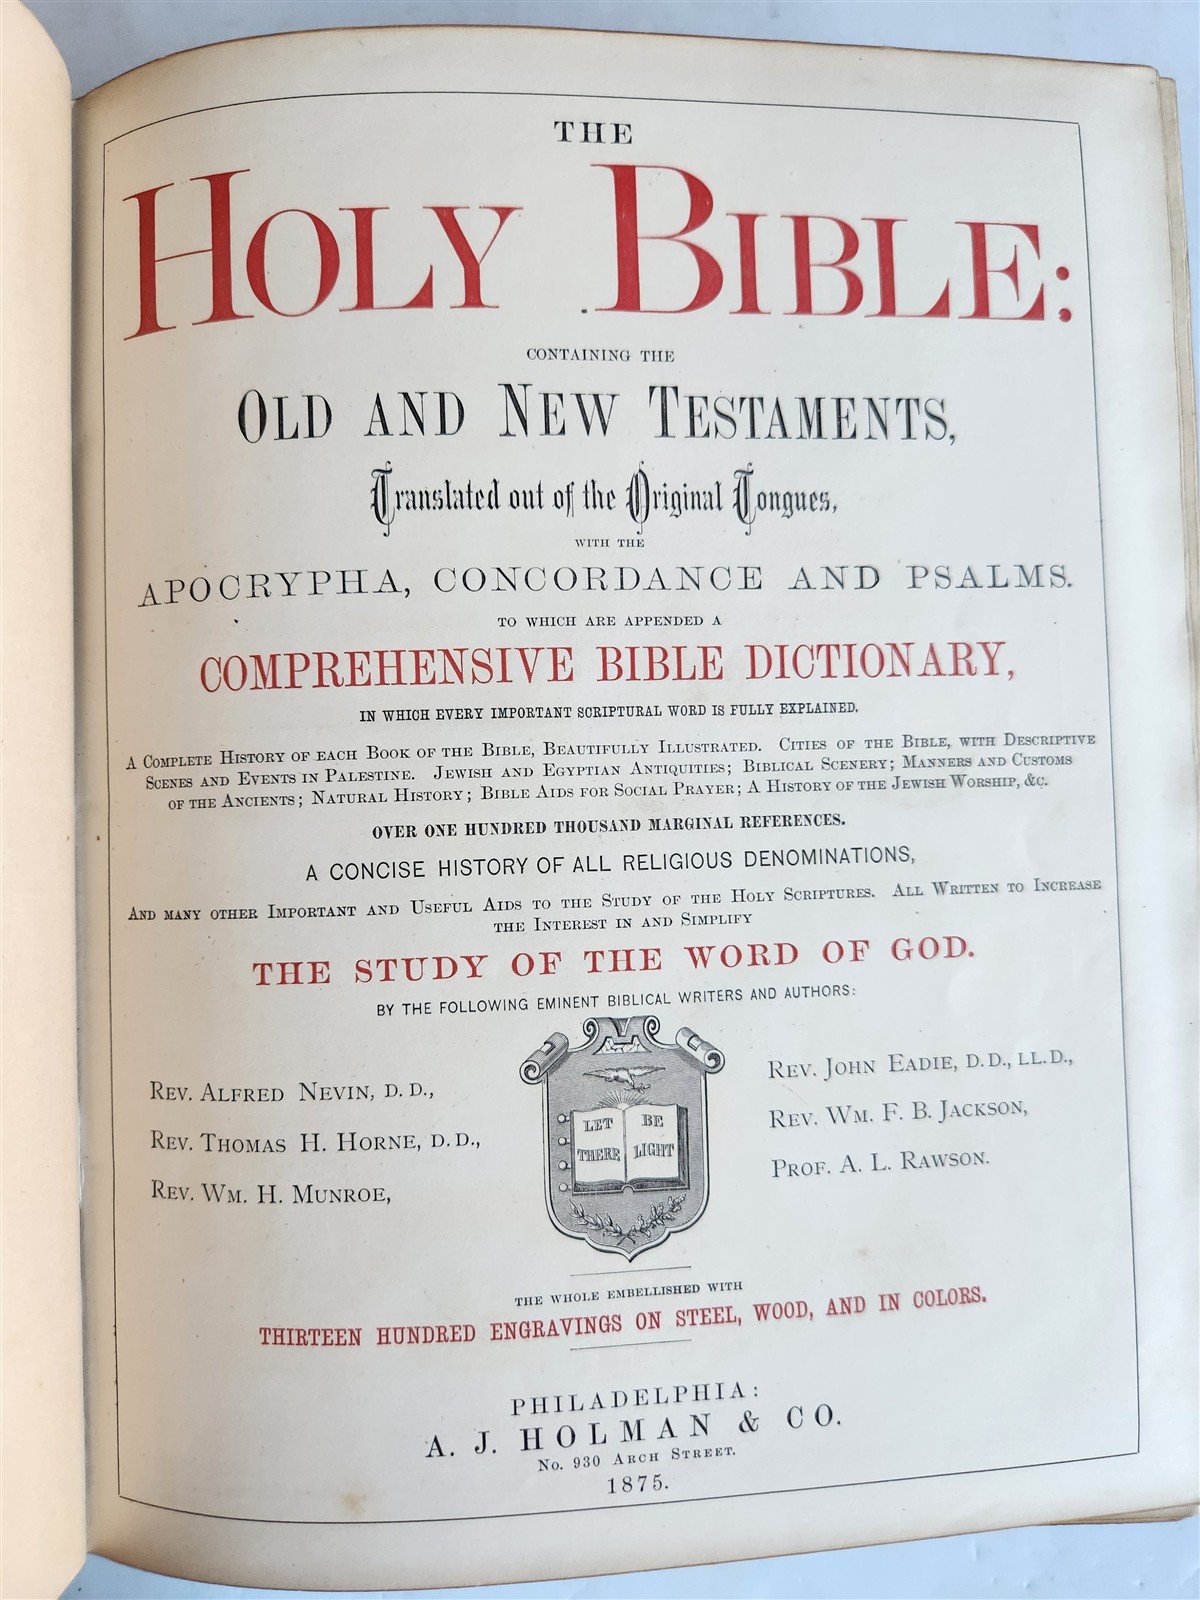 THE
HOLY BIBLE:
CONTAINING THE
OLD AND NEW TESTAMENTS,
Translated out of the Original Tongues,
WITH THE
APOCRYPHA, CONCORDANCE AND PSALMS.
TO WHICH ARE APPENDED A
COMPREHENSIVE BIBLE DICTIONARY,
IN WHICH EVERY IMPORTANT SCRIPTURAL WORD IS FULLY EXPLAINED.
A COMPLETE HISTORY OF EACH BOOK OF THE BIBLE, BEAUTIFULLY ILLUSTRATED. CITIES OF THE BIBLE, WITH DESCRIPTIVE
SCENES AND EVENTS IN PALESTINE. JEWISH AND EGYPTIAN ANTIQUITIES; BIBLICAL SCENERY; MANNERS AND CUSTOMS
OF THE ANCIENTS; NATURAL HISTORY; BIBLE AIDS FOR SOCIAL PRAYER; A HISTORY OF THE JEWISH WORSHIP, &C.
OVER ONE HUNDRED THOUSAND MARGINAL REFERENCES.
A CONCISE HISTORY OF ALL RELIGIOUS DENOMINATIONS,
AND MANY OTHER IMPORTANT AND USEFUL AIDS TO THE STUDY OF THE HOLY SCRIPTURES. ALL WRITTEN TO INCREASE
THE INTEREST IN AND SIMPLIFY
THE STUDY OF THE WORD OF GOD.
BY THE FOLLOWING EMINENT BIBLICAL WRITERS AND AUTHORS:
REV. ALFRED NEVIN, D. D.,
REV. THOMAS H. HORNE, D. D.,
REV. WM. H. MUNROE,
LET THERE
BE LIGHT
REV. JOHN EADIE, D. D., LL. D.,
REV. WM. F. B. JACKSON,
PROF. A. L. RAWSON.
THE WHOLE EMBELLISHED WITH
THIRTEEN HUNDRED ENGRAVINGS ON STEEL, WOOD, AND IN COLORS.
PHILADELPHIA:
A. J. HOLMAN & CO.
No. 930 ARCH STREET.
1875.